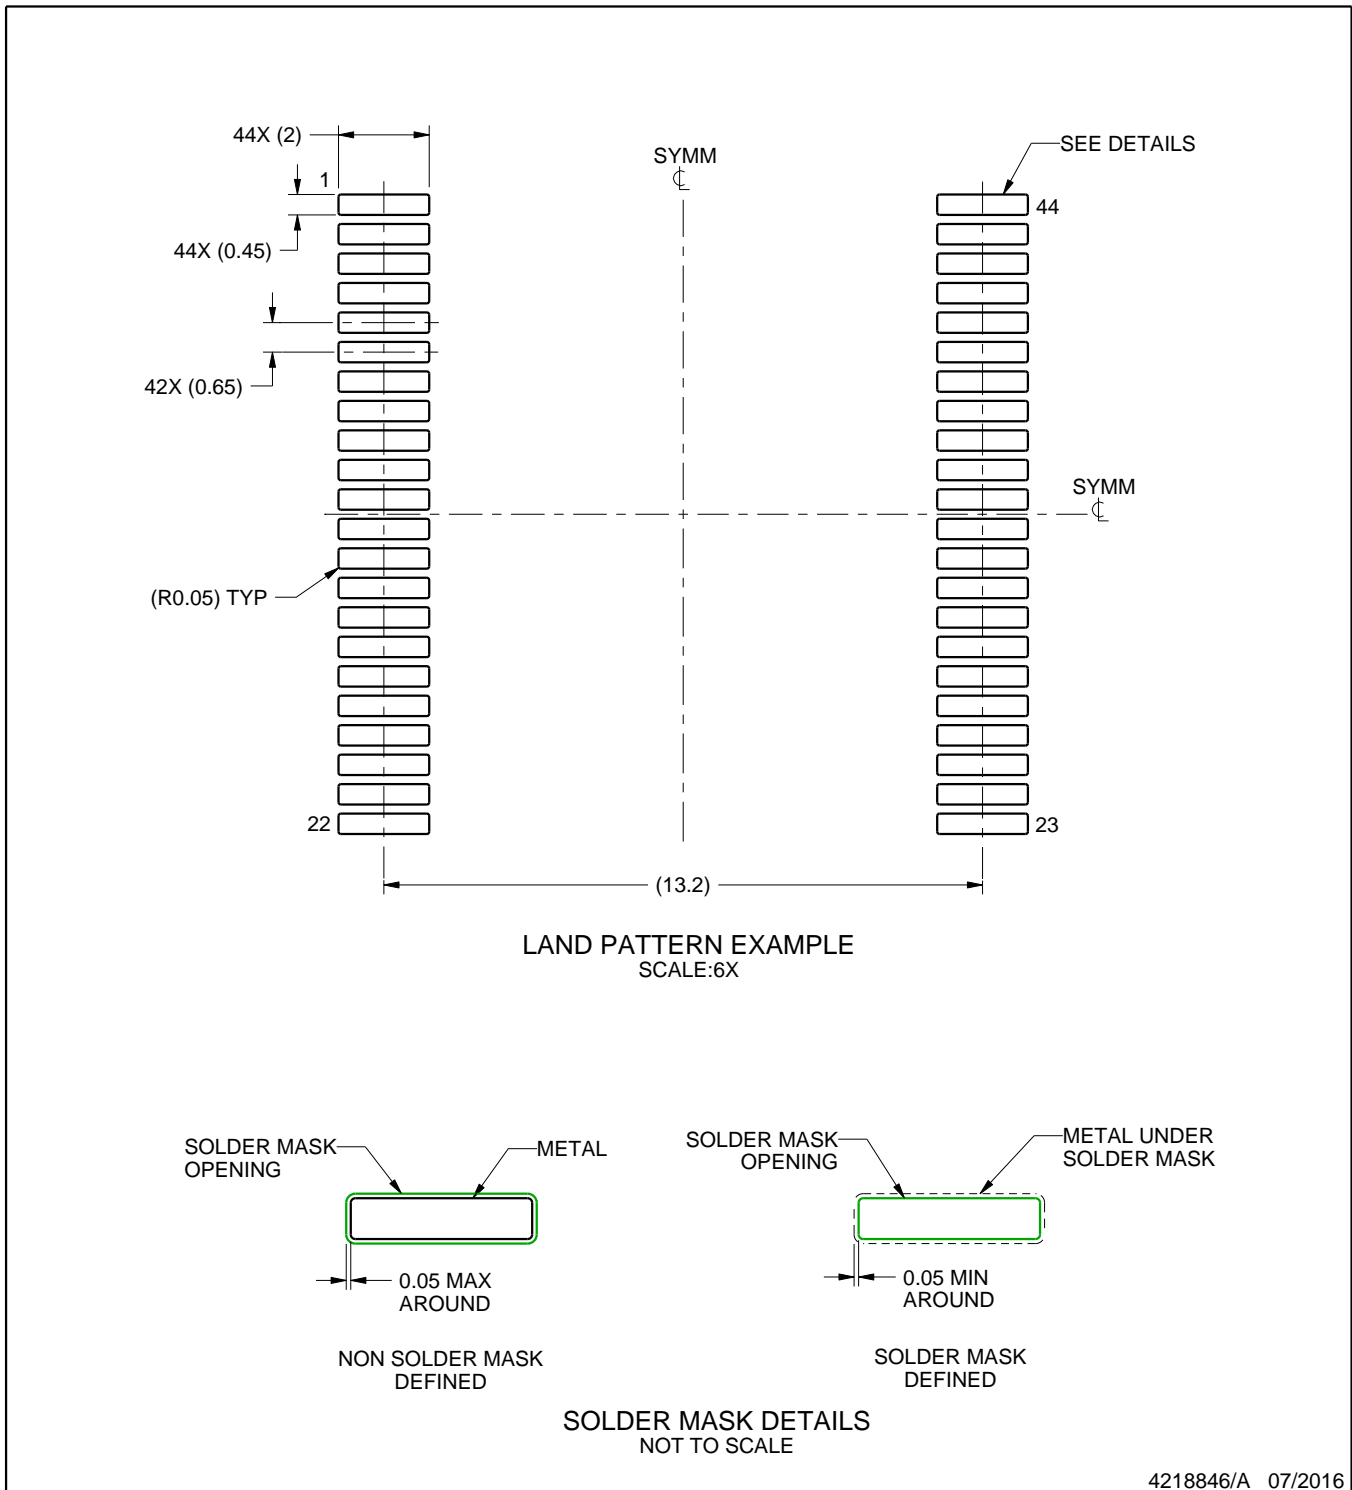 44X (2)
SYMM
SEE DETAILS
1
44
44X (0.45)
42X (0.65)
SYMM
(R0.05) TYP
22
23
(13.2)
LAND PATTERN EXAMPLE
SCALE:6X
SOLDER MASK
OPENING
METAL
0.05 MAX
AROUND
NON SOLDER MASK
DEFINED
SOLDER MASK
OPENING
METAL UNDER
SOLDER MASK
0.05 MIN
AROUND
SOLDER MASK
DEFINED
SOLDER MASK DETAILS
NOT TO SCALE
4218846/A 07/2016